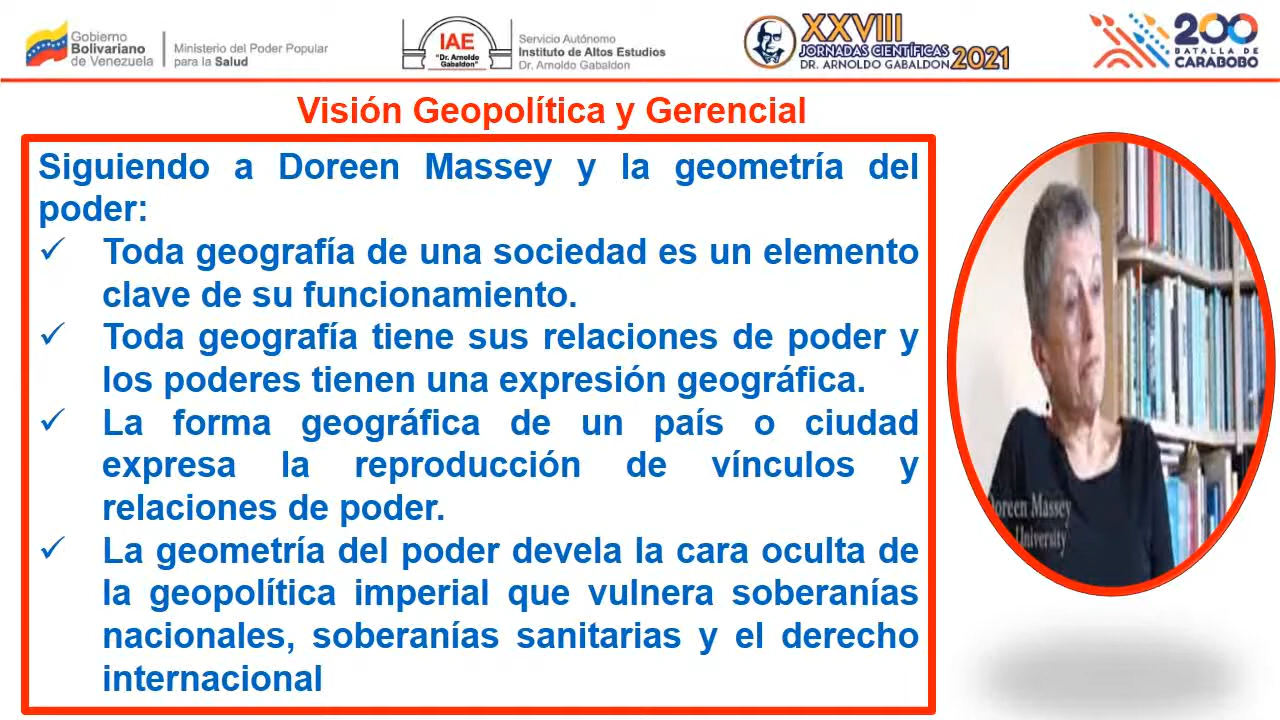 Gobierno
Bolivariano
de Venezuela
Ministerio del Poder Popular
para la Salud
IAE
"Dr. Arnoldo
Gabaldon"
Servicio Autónomo
Instituto de Altos Estudios
Dr. Arnoldo Gabaldon
XXVIII
JORNADAS CIENTÍFICAS
DR. ARNOLDO GABALDON
2021
200
BATALLA DE
CARABOBO
Visión Geopolítica y Gerencial
Siguiendo a Doreen Massey y la geometría del
poder:
✓ Toda geografía de una sociedad es un elemento
clave de su funcionamiento.
✓ Toda geografía tiene sus relaciones de poder y
los poderes tienen una expresión geográfica.
✓ La forma geográfica de un país o ciudad
expresa la reproducción de vínculos y
relaciones de poder.
✓ La geometría del poder devela la cara oculta de
la geopolítica imperial que vulnera soberanías
nacionales, soberanías sanitarias y el derecho
internacional
Doreen Massey
University